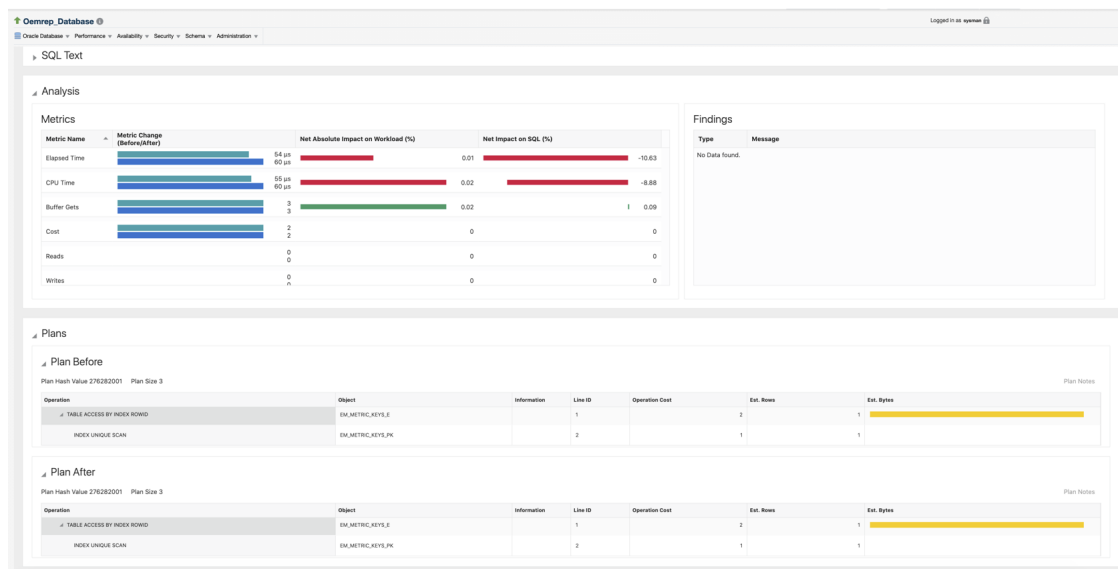 Oemrep_Database
Logged in as sysman
Oracle Database Performance Availability Security Schema Administration
SQL Text
Analysis
Metrics
Metric Name Metric Change (Before/After) Net Absolute Impact on Workload (%) Net Impact on SQL (%)
Elapsed Time 54 µs 60 µs 0.01 -10.63
CPU Time 55 µs 60 µs 0.02 -8.88
Buffer Gets 3 3 0.02 0.09
Cost 2 2 0 0
Reads 0 0 0 0
Writes 0 0 0 0
Findings
Type Message
No Data found.
Plans
Plan Before
Plan Hash Value 276282001 Plan Size 3 Plan Notes
Operation Object Information Line ID Operation Cost Est. Rows Est. Bytes
TABLE ACCESS BY INDEX ROWID EM_METRIC_KEYS_E 1 2 1
INDEX UNIQUE SCAN EM_METRIC_KEYS_PK 2 1 1
Plan After
Plan Hash Value 276282001 Plan Size 3 Plan Notes
Operation Object Information Line ID Operation Cost Est. Rows Est. Bytes
TABLE ACCESS BY INDEX ROWID EM_METRIC_KEYS_E 1 2 1
INDEX UNIQUE SCAN EM_METRIC_KEYS_PK 2 1 1